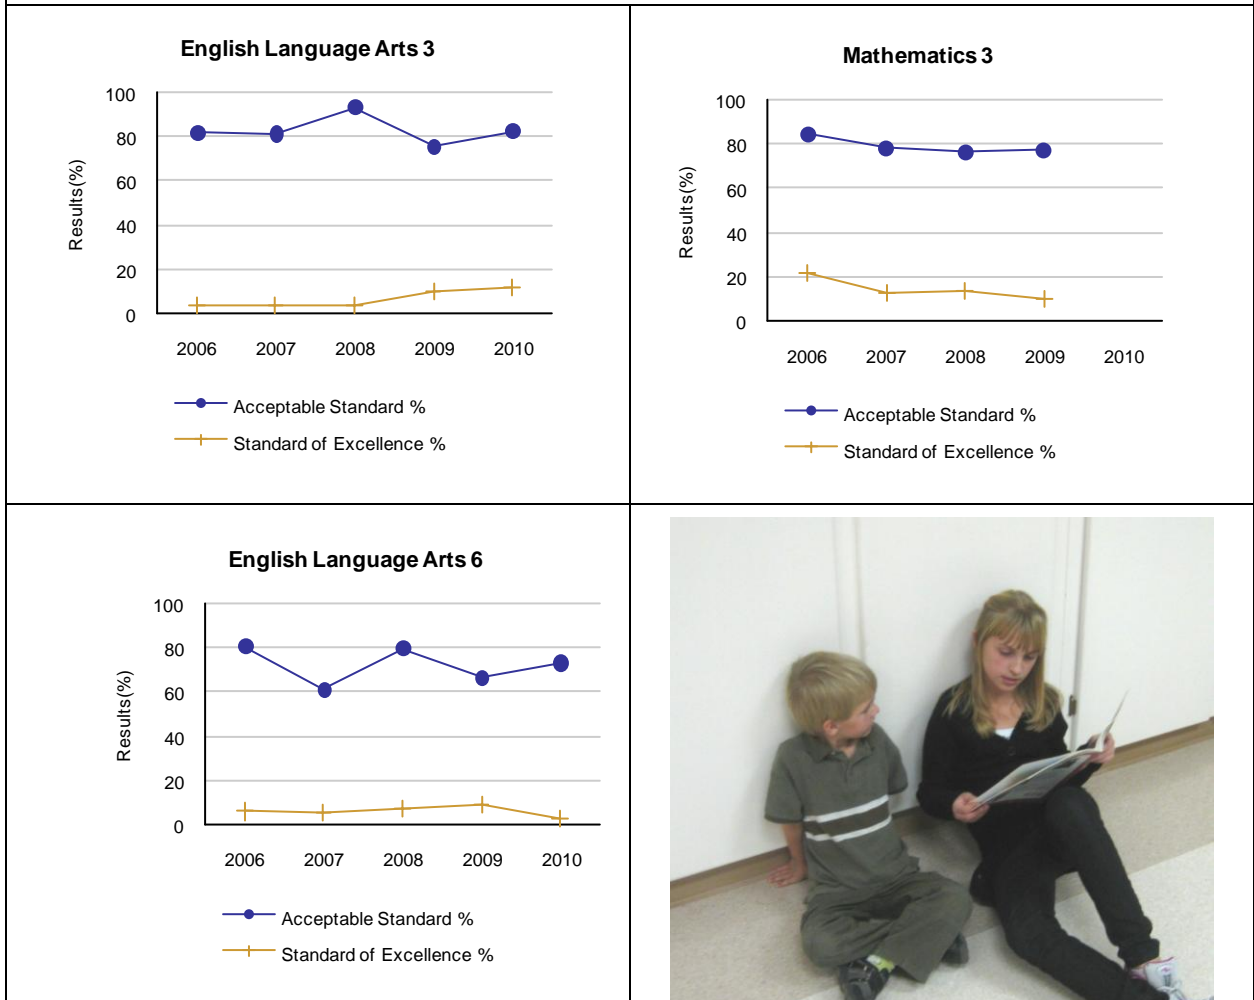 English Language Arts 3
100
80
60
40
20
0
Results(%)
2006 2007 2008 2009 2010
Acceptable Standard %
Standard of Excellence %
Mathematics 3
100
80
60
40
20
0
Results(%)
2006 2007 2008 2009 2010
Acceptable Standard %
Standard of Excellence %
English Language Arts 6
100
80
60
40
20
0
Results(%)
2006 2007 2008 2009 2010
Acceptable Standard %
Standard of Excellence %